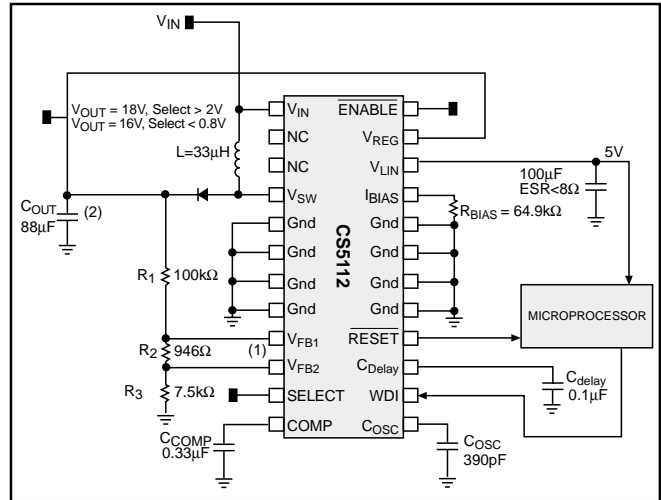 VIN
VOUT = 18V, Select > 2V
VOUT = 16V, Select < 0.8V
L=33µH
COUT
88µF
(2)
R1
100kΩ
R2
946Ω
(1)
R3
7.5kΩ
CCOMP
0.33µF
VIN
NC
NC
VSW
Gnd
Gnd
Gnd
Gnd
VFB1
VFB2
SELECT
COMP
CS5112
ENABLE
VREG
VLIN
IBIAS
Gnd
Gnd
Gnd
Gnd
RESET
CDelay
WDI
COSC
5V
100µF
ESR<8Ω
RBIAS = 64.9kΩ
MICROPROCESSOR
Cdelay
0.1µF
COSC
390pF